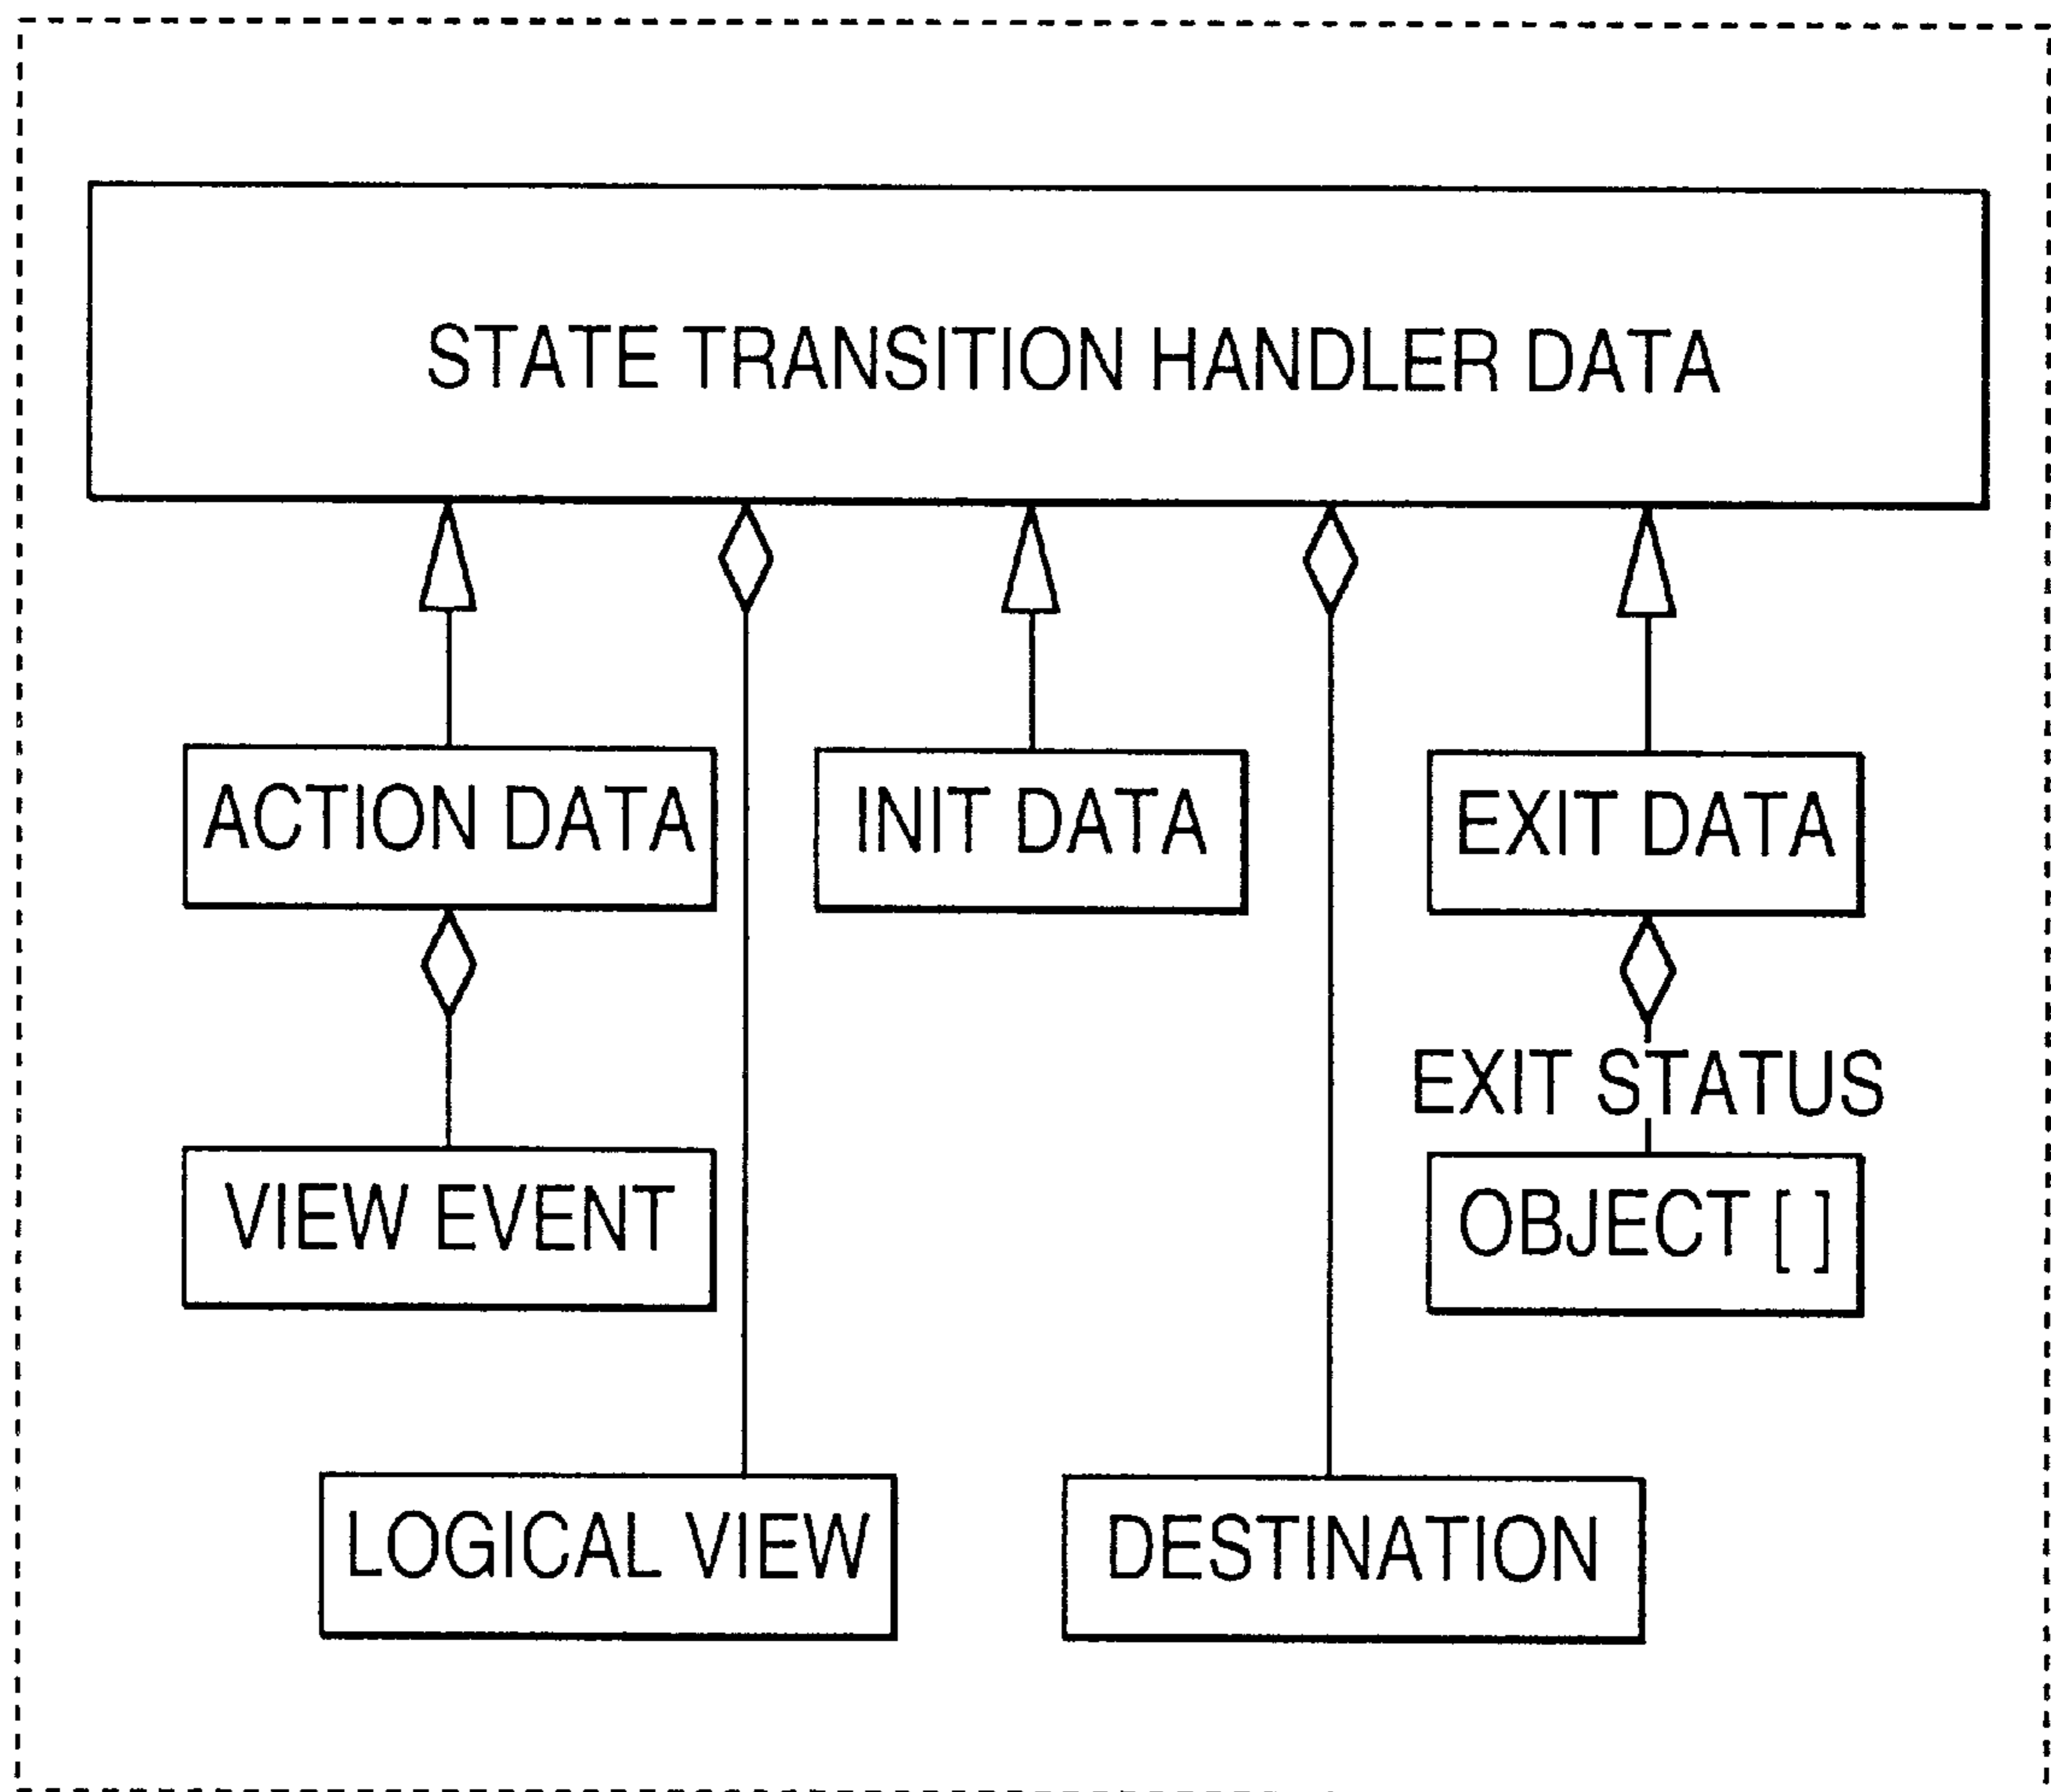 STATE TRANSITION HANDLER DATA
ACTION DATA
INIT DATA
EXIT DATA
EXIT STATUS
VIEW EVENT
OBJECT [ ]
LOGICAL VIEW
DESTINATION